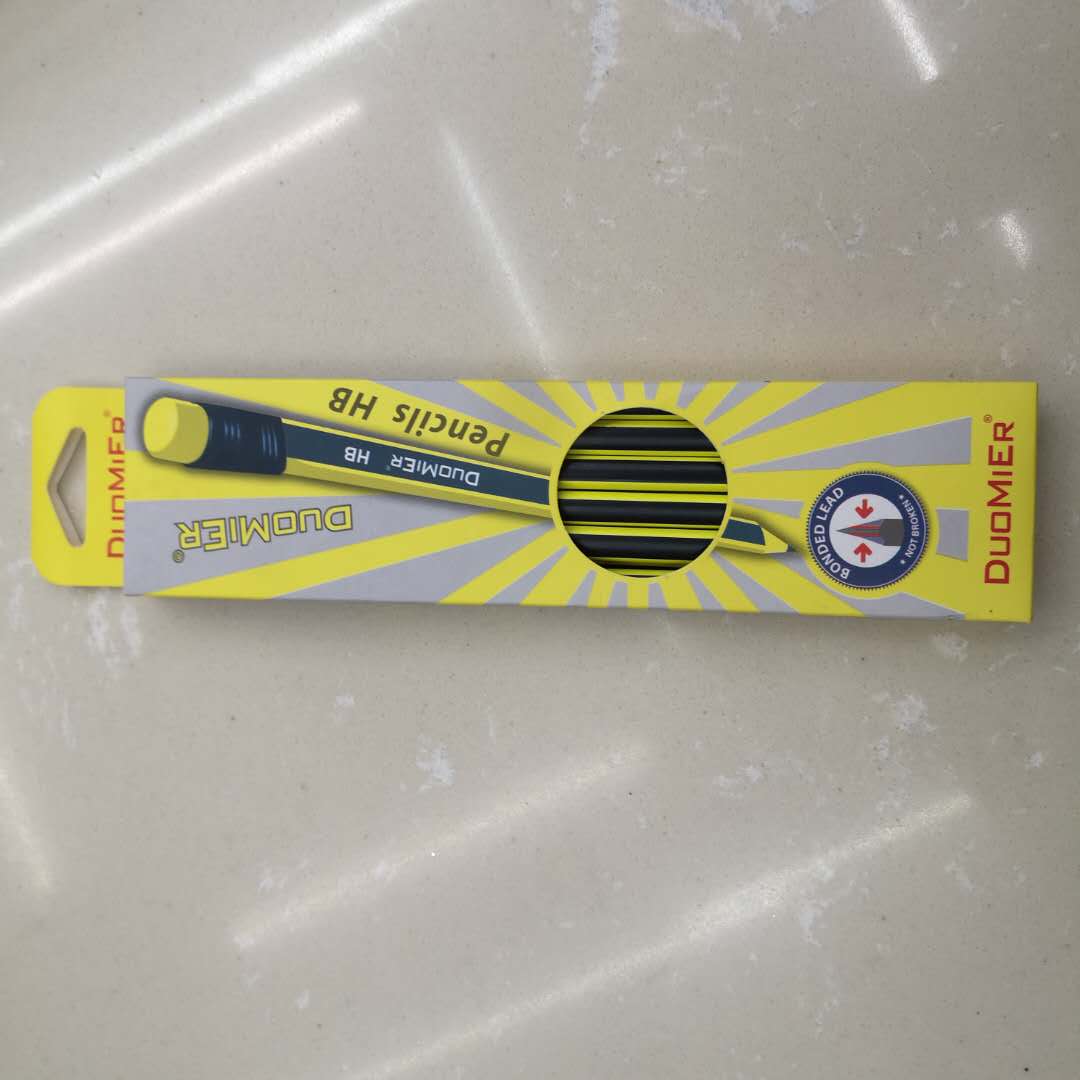 DUOMIER®
Pencils HB
DUOMIER® HB
DUOMIER®
BONDED LEAD
* NOT BROKEN *
DUOMIER®